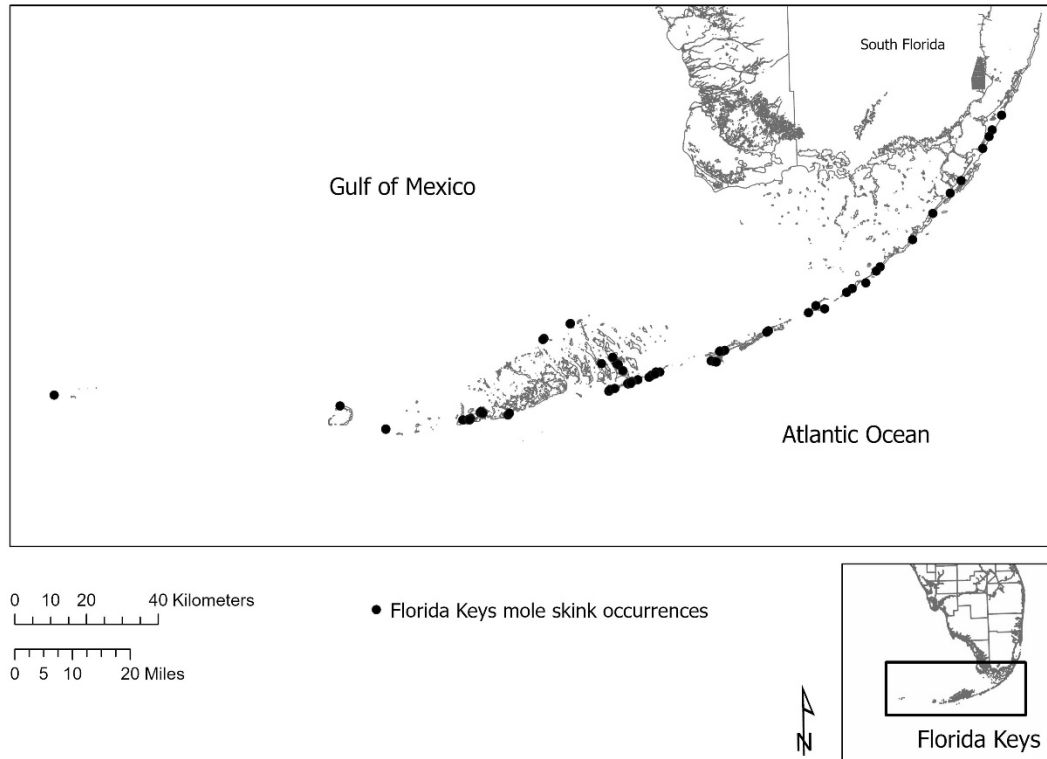 South Florida
Gulf of Mexico
Atlantic Ocean
0 10 20 40 Kilometers
0 5 10 20 Miles
Florida Keys mole skink occurrences
N
Florida Keys